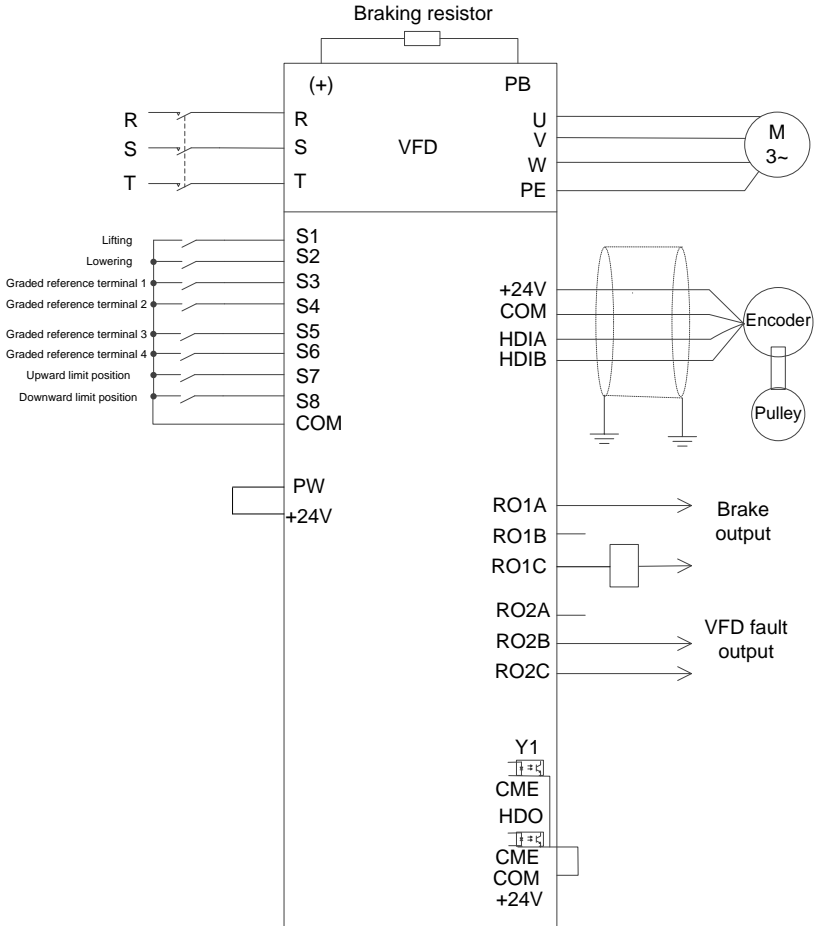 Braking resistor
(+)
PB
R
S
T
R
S
T
VFD
U
V
W
PE
M
3~
Lifting
Lowering
Graded reference terminal 1
Graded reference terminal 2
Graded reference terminal 3
Graded reference terminal 4
Upward limit position
Downward limit position
S1
S2
S3
S4
S5
S6
S7
S8
COM
PW
+24V
+24V
COM
HDIA
HDIB
Encoder
Pulley
RO1A
RO1B
RO1C
Brake
output
RO2A
RO2B
RO2C
VFD fault
output
Y1
CME
HDO
CME
COM
+24V